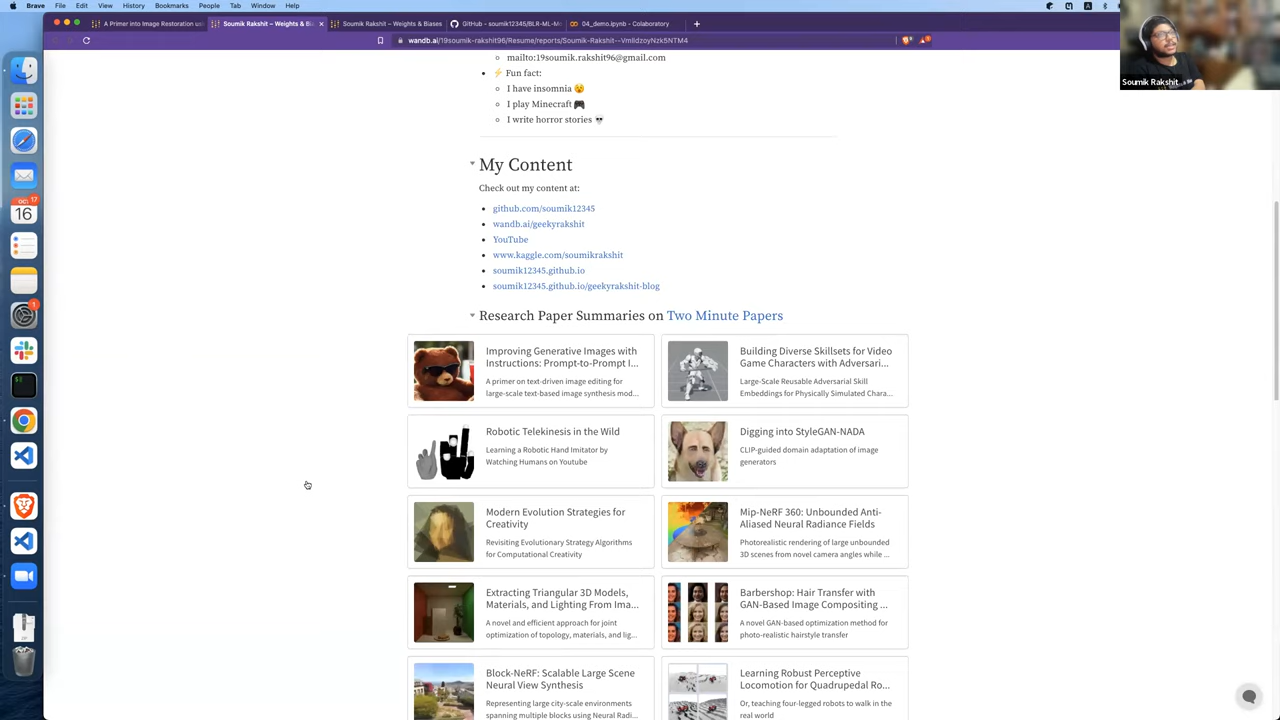 Brave File Edit View History Bookmarks People Tab Window Help
A Primer into Image Restoration us
Soumik Rakshit – Weights & Bi
Soumik Rakshit – Weights & Biases
GitHub - soumik12345/BLR-ML-M
04_demo.ipynb - Colaboratory
wandb.ai/19soumik-rakshit96/Resume/reports/Soumik-Rakshit--VmlldzoyNzk5NTM4
Soumik Rakshit
mailto:19soumik.rakshit96@gmail.com
⚡ Fun fact:
I have insomnia 😯
I play Minecraft 🎮
I write horror stories 💀
My Content
Check out my content at:
github.com/soumik12345
wandb.ai/geekyrakshit
YouTube
www.kaggle.com/soumikrakshit
soumik12345.github.io
soumik12345.github.io/geekyrakshit-blog
Research Paper Summaries on Two Minute Papers
Improving Generative Images with
Instructions: Prompt-to-Prompt I...
A primer on text-driven image editing for
large-scale text-based image synthesis mod...
Building Diverse Skillsets for Video
Game Characters with Adversari...
Large-Scale Reusable Adversarial Skill
Embeddings for Physically Simulated Chara...
Robotic Telekinesis in the Wild
Learning a Robotic Hand Imitator by
Watching Humans on Youtube
Digging into StyleGAN-NADA
CLIP-guided domain adaptation of image
generators
Modern Evolution Strategies for
Creativity
Revisiting Evolutionary Strategy Algorithms
for Computational Creativity
Mip-NeRF 360: Unbounded Anti-
Aliased Neural Radiance Fields
Photorealistic rendering of large unbounded
3D scenes from novel camera angles while ...
Extracting Triangular 3D Models,
Materials, and Lighting From Ima...
A novel and efficient approach for joint
optimization of topology, materials, and lig...
Barbershop: Hair Transfer with
GAN-Based Image Compositing ...
A novel GAN-based optimization method for
photo-realistic hairstyle transfer
Block-NeRF: Scalable Large Scene
Neural View Synthesis
Representing large city-scale environments
spanning multiple blocks using Neural Radi...
Learning Robust Perceptive
Locomotion for Quadrupedal Ro...
Or, teaching four-legged robots to walk in the
real world
OCT 17
16
1